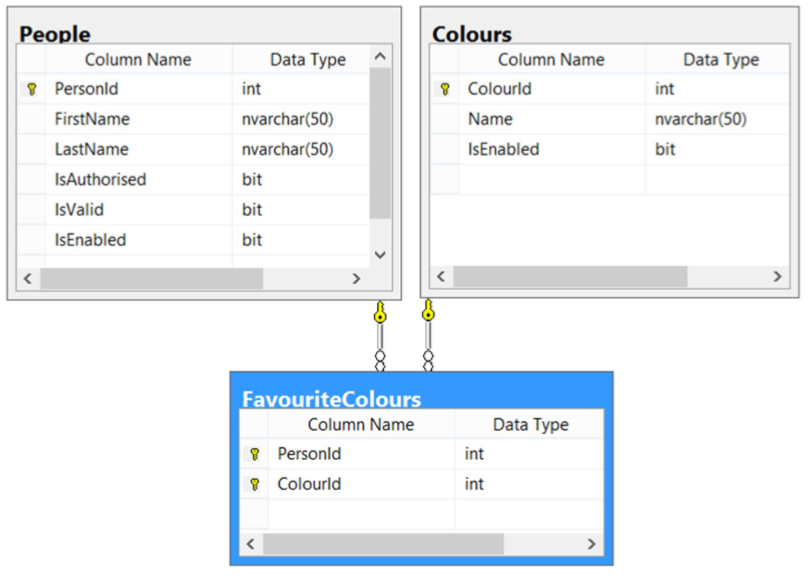 People
Column Name Data Type
PersonId int
FirstName nvarchar(50)
LastName nvarchar(50)
IsAuthorised bit
IsValid bit
IsEnabled bit
Colours
Column Name Data Type
ColourId int
Name nvarchar(50)
IsEnabled bit
FavouriteColours
Column Name Data Type
PersonId int
ColourId int